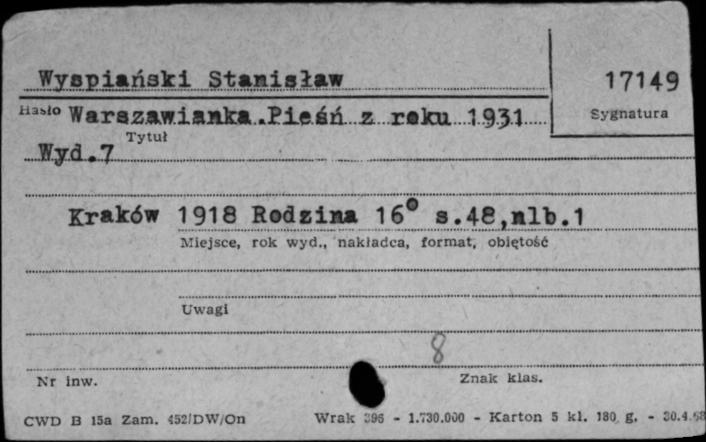 Wyspiański Stanisław
17149
Hasło Warszawianka.Pieśń z roku 1931
Sygnatura
Tytuł
Wyd.7
Kraków 1918 Rodzina 16° s.48,nlb.1
Miejsce, rok wyd., nakładca, format, objętość
Uwagi
8
Nr inw.
Znak klas.
CWD B 15a Zam. 452/DW/On Wrak 396 - 1.730.000 - Karton 5 kl. 180 g. - 30.4.68